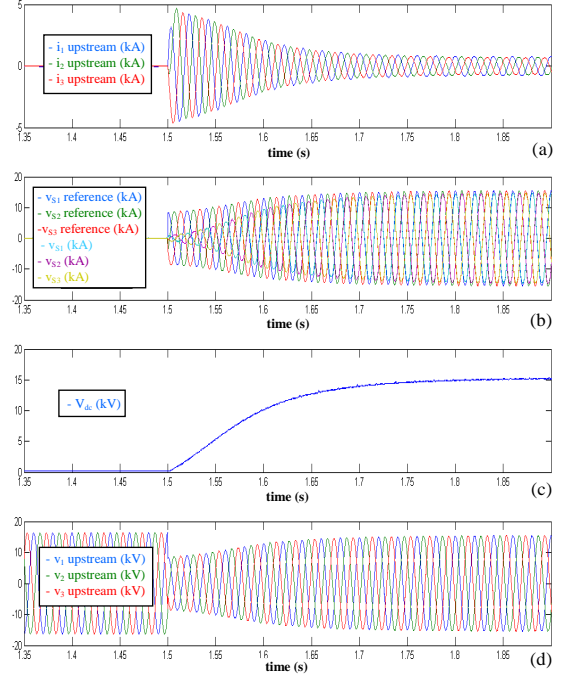 5
0
-5
- i1 upstream (kA)
- i2 upstream (kA)
- i3 upstream (kA)
1.35 1.4 1.45 1.5 1.55 1.6 1.65 1.7 1.75 1.8 1.85
time (s)
(a)
20
10
0
-10
-20
- vS1 reference (kA)
- vS2 reference (kA)
-vS3 reference (kA)
- vS1 (kA)
- vS2 (kA)
- vS3 (kA)
1.35 1.4 1.45 1.5 1.55 1.6 1.65 1.7 1.75 1.8 1.85
time (s)
(b)
20
15
10
5
0
- Vdc (kV)
1.35 1.4 1.45 1.5 1.55 1.6 1.65 1.7 1.75 1.8 1.85
time (s)
(c)
20
10
0
-10
-20
- v1 upstream (kV)
- v2 upstream (kV)
- v3 upstream (kV)
1.35 1.4 1.45 1.5 1.55 1.6 1.65 1.7 1.75 1.8 1.85
time (s)
(d)